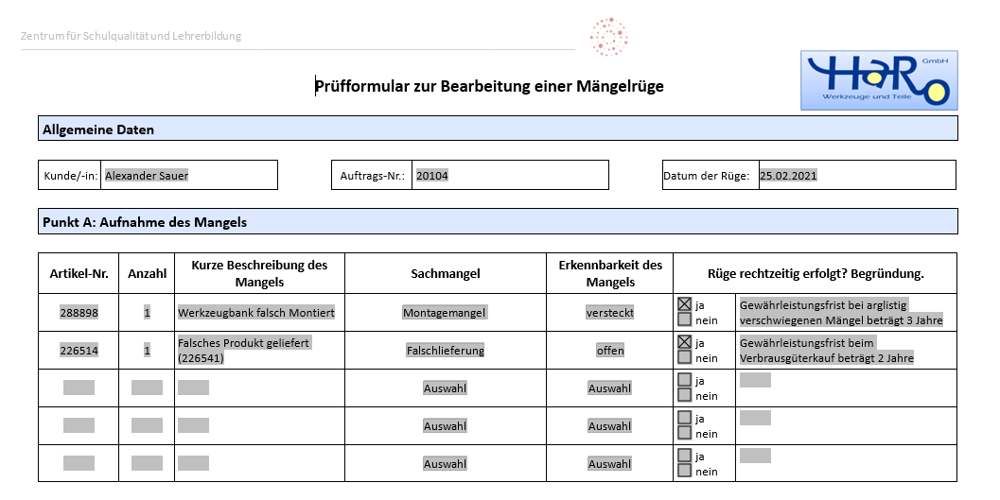 Zentrum für Schulqualität und Lehrerbildung
HaRo GmbH
Werkzeuge und Teile
Prüfformular zur Bearbeitung einer Mängelrüge
Allgemeine Daten
Kunde/-in: Alexander Sauer Auftrags-Nr.: 20104 Datum der Rüge: 25.02.2021
Punkt A: Aufnahme des Mangels
Artikel-Nr. Anzahl Kurze Beschreibung des Mangels Sachmangel Erkennbarkeit des Mangels Rüge rechtzeitig erfolgt? Begründung.
288898 1 Werkzeugbank falsch Montiert Montagemangel versteckt ja Gewährleistungsfrist bei arglistig
nein verschwiegenen Mängel beträgt 3 Jahre
226514 1 Falsches Produkt geliefert Falschlieferung offen ja Gewährleistungsfrist beim
(226541) nein Verbrausgüterkauf beträgt 2 Jahre
Auswahl Auswahl ja
nein
Auswahl Auswahl ja
nein
Auswahl Auswahl ja
nein